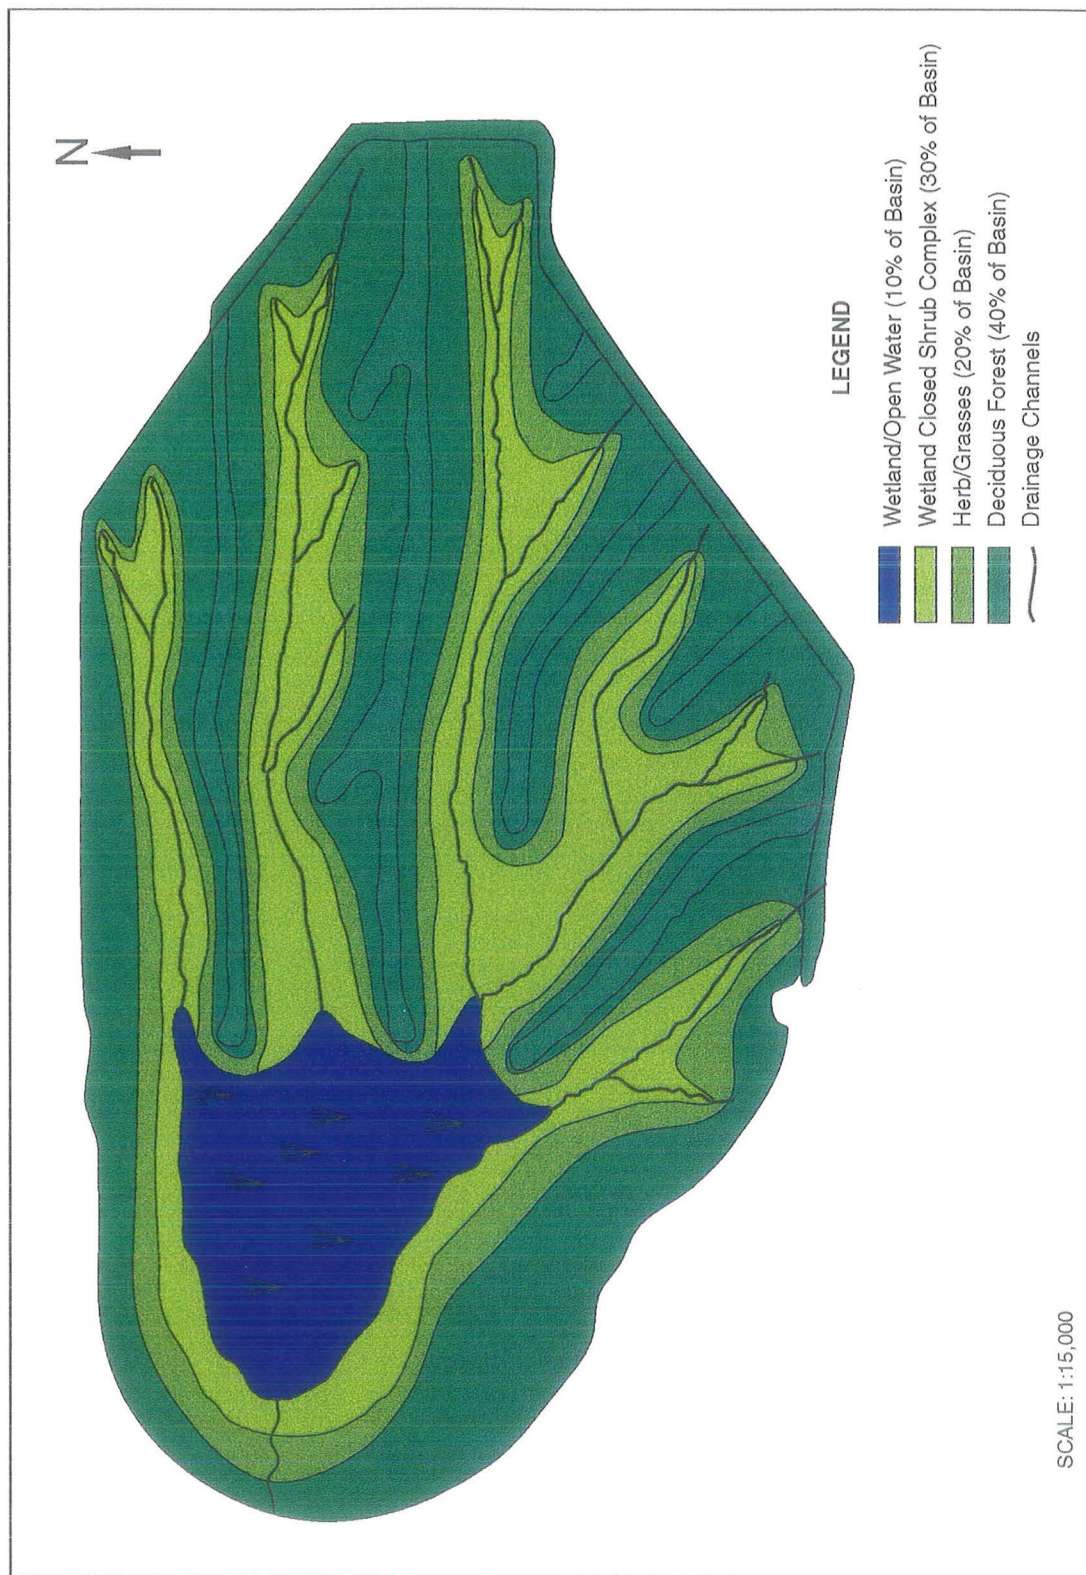 N
LEGEND
Wetland/Open Water (10% of Basin)
Wetland Closed Shrub Complex (30% of Basin)
Herb/Grasses (20% of Basin)
Deciduous Forest (40% of Basin)
Drainage Channels
SCALE: 1:15,000